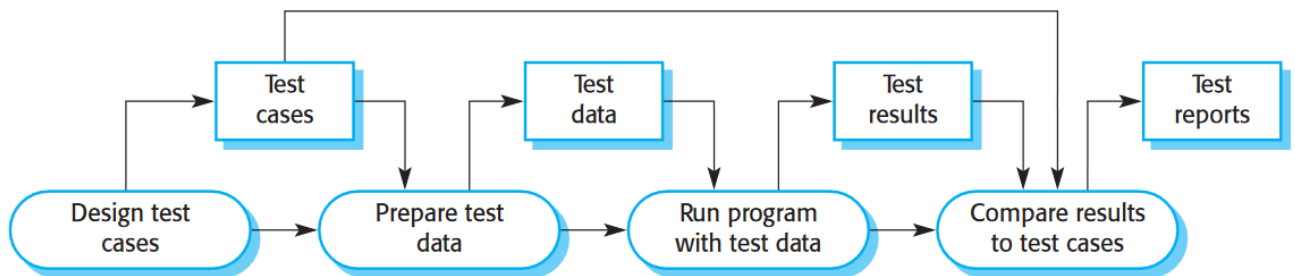 Test
cases
Test
data
Test
results
Test
reports
Design test
cases
Prepare test
data
Run program
with test data
Compare results
to test cases